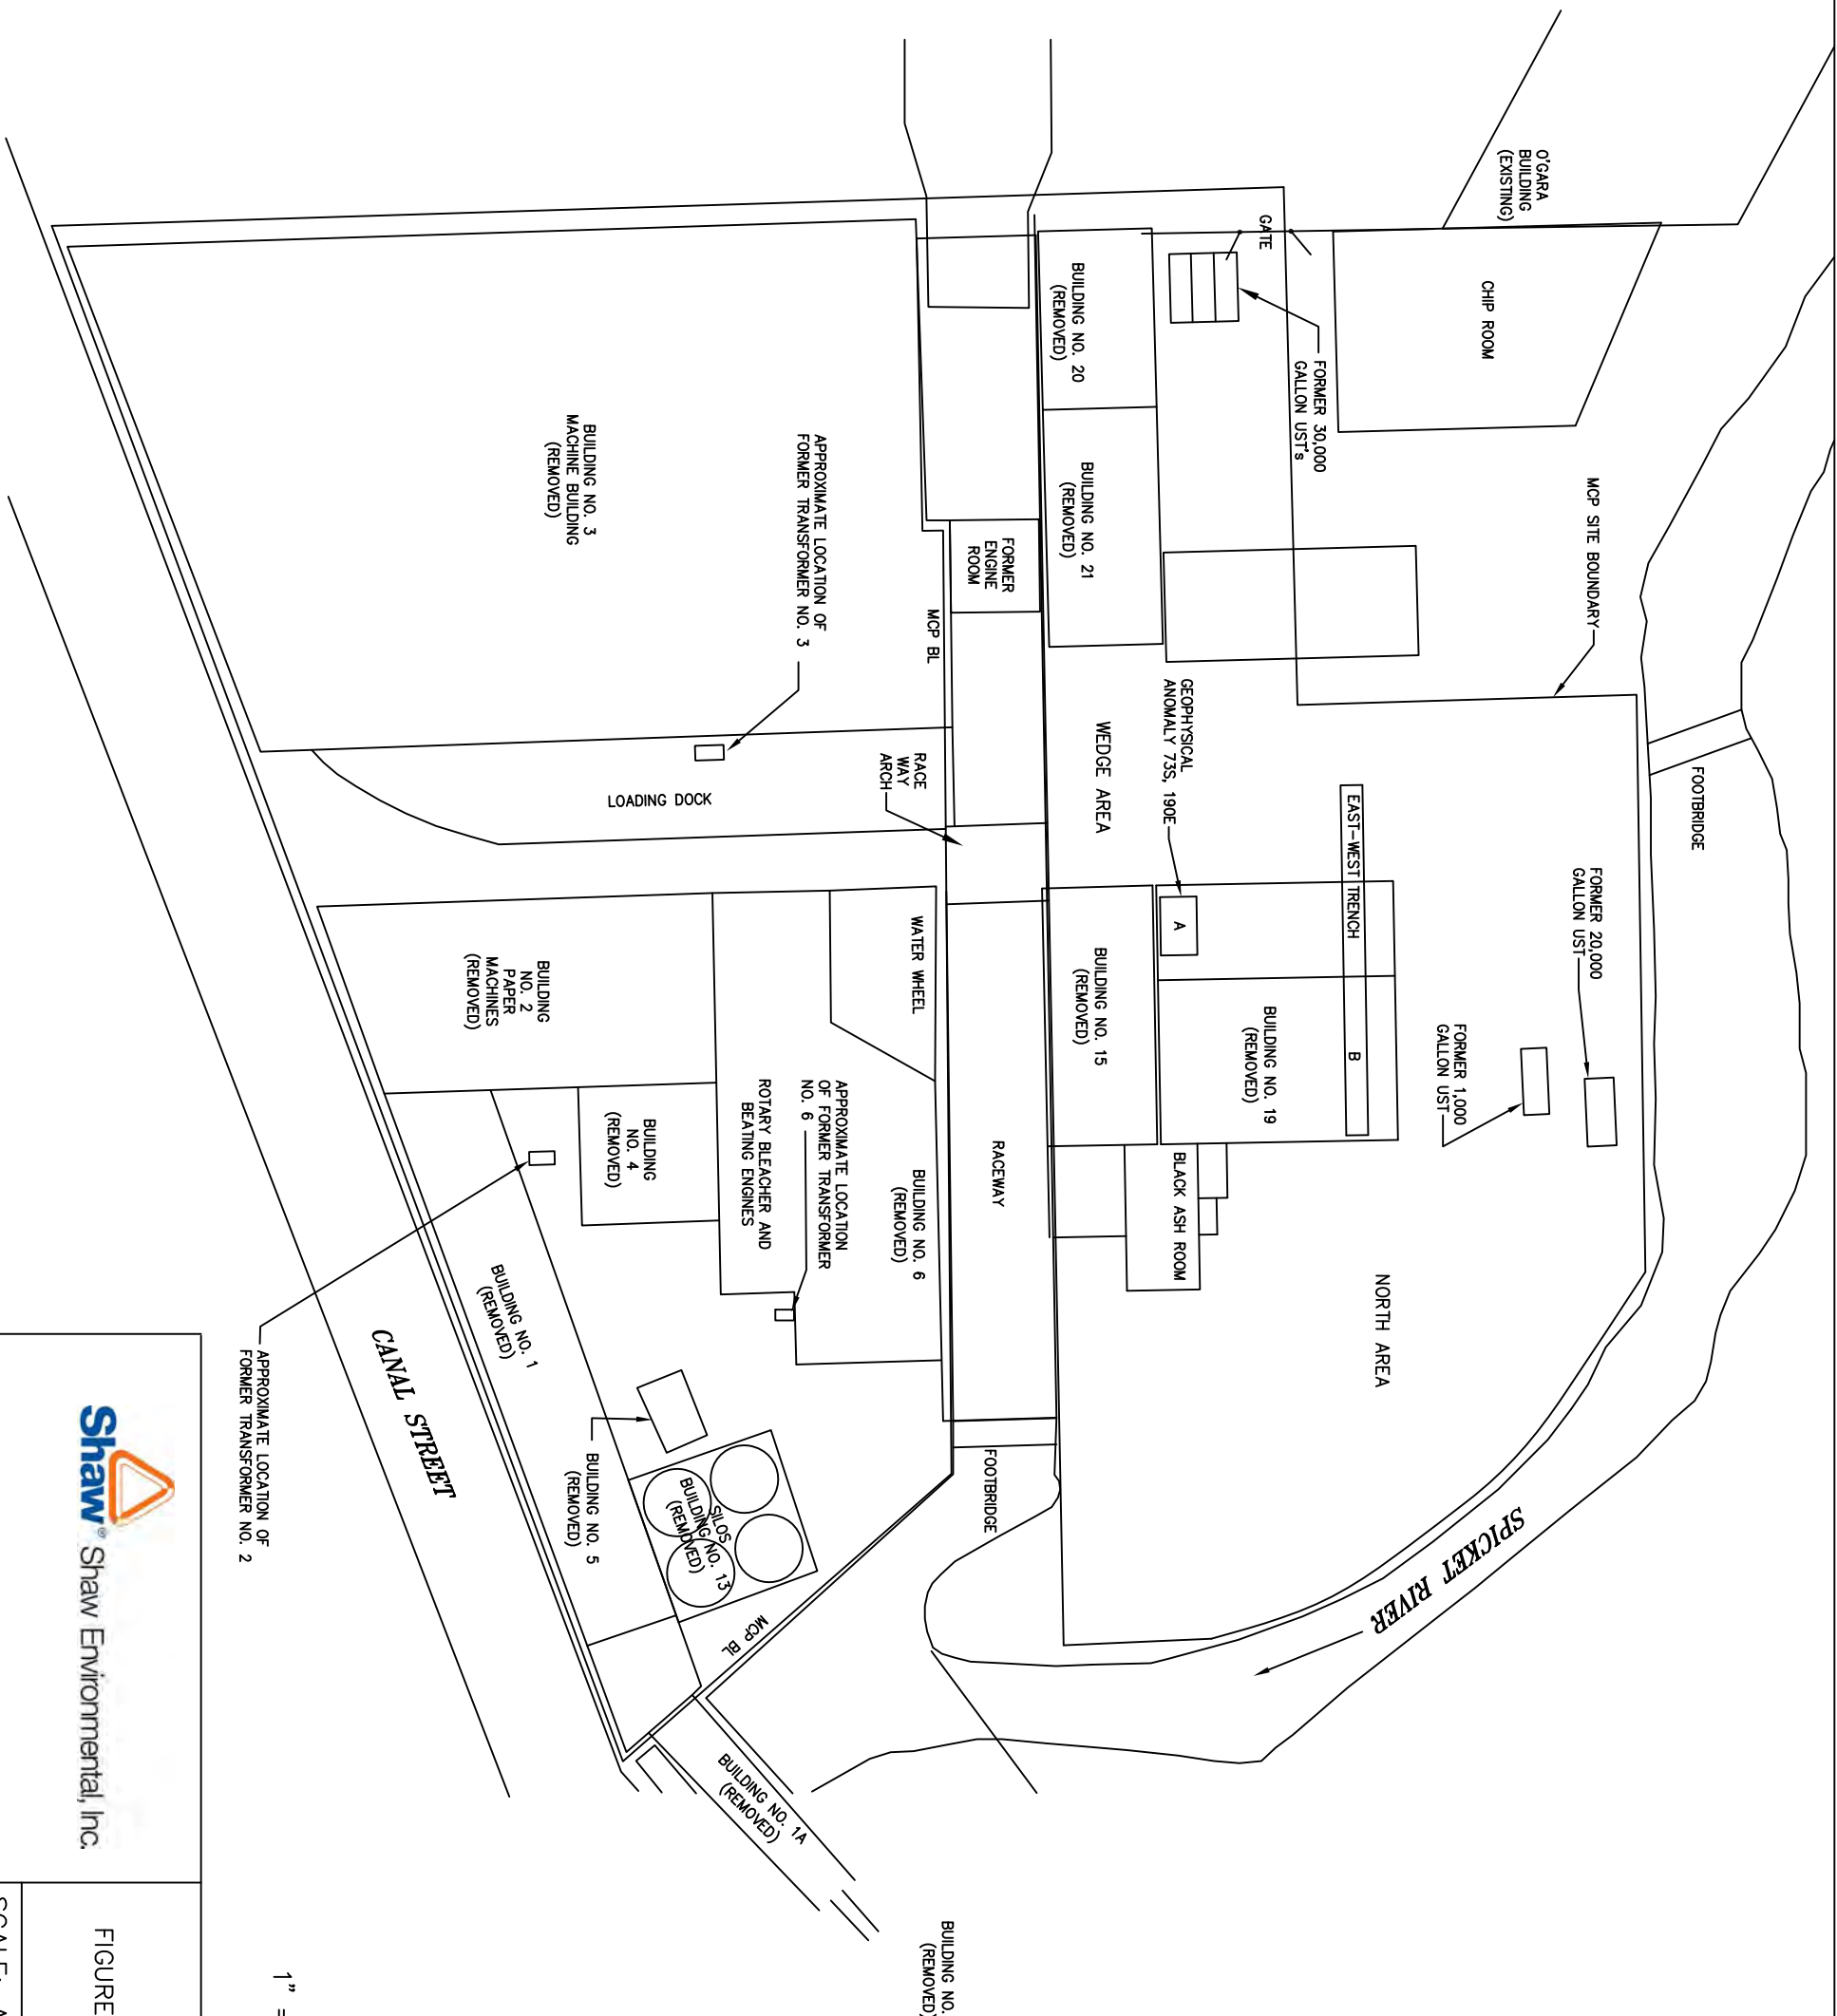 O'GARA
BUILDING
(EXISTING)
GATE
CHIP ROOM
FORMER 30,000
GALLON UST's
MCP SITE BOUNDARY
FOOTBRIDGE
BUILDING NO. 20
(REMOVED)
BUILDING NO. 21
(REMOVED)
FORMER
ENGINE
ROOM
MCP BL
GEOPHYSICAL
ANOMALY 73S, 190E
WEDGE AREA
EAST-WEST TRENCH
A
B
FORMER 20,000
GALLON UST
FORMER 1,000
GALLON UST
BUILDING NO. 19
(REMOVED)
BUILDING NO. 15
(REMOVED)
BLACK ASH ROOM
NORTH AREA
SPICKET RIVER
RACEWAY
FOOTBRIDGE
BUILDING NO. 3
MACHINE BUILDING
(REMOVED)
APPROXIMATE LOCATION OF
FORMER TRANSFORMER NO. 3
RACE
WAY
ARCH
LOADING DOCK
WATER WHEEL
BUILDING
NO. 2
PAPER
MACHINES
(REMOVED)
BUILDING NO. 6
(REMOVED)
APPROXIMATE LOCATION
OF FORMER TRANSFORMER
NO. 6
ROTARY BLEACHER AND
BEATING ENGINES
BUILDING
NO. 4
(REMOVED)
BUILDING NO. 1
(REMOVED)
BUILDING NO. 5
(REMOVED)
SILOS
BUILDING NO. 13
(REMOVED)
MCP BL
BUILDING NO. 1A
(REMOVED)
BUILDING NO.
(REMOVED)
CANAL STREET
APPROXIMATE LOCATION OF
FORMER TRANSFORMER NO. 2
1" =
Shaw® Shaw Environmental, Inc.
FIGURE
SCALE: